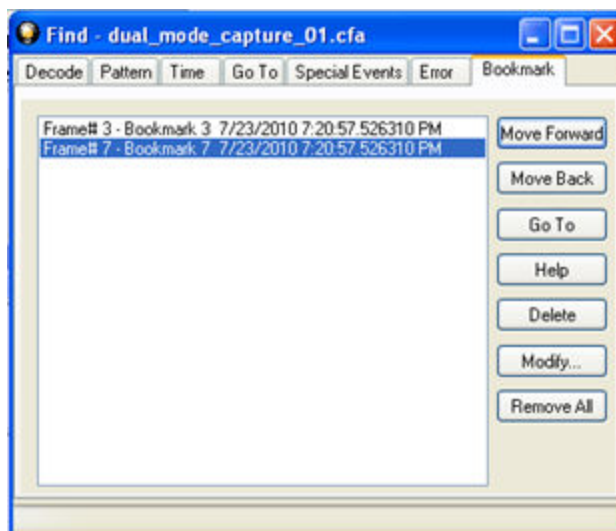 Find - dual_mode_capture_01.cfa
Decode Pattern Time Go To Special Events Error Bookmark
Frame# 3 - Bookmark 3 7/23/2010 7:20:57.526310 PM
Frame# 7 - Bookmark 7 7/23/2010 7:20:57.526310 PM
Move Forward
Move Back
Go To
Help
Delete
Modify...
Remove All